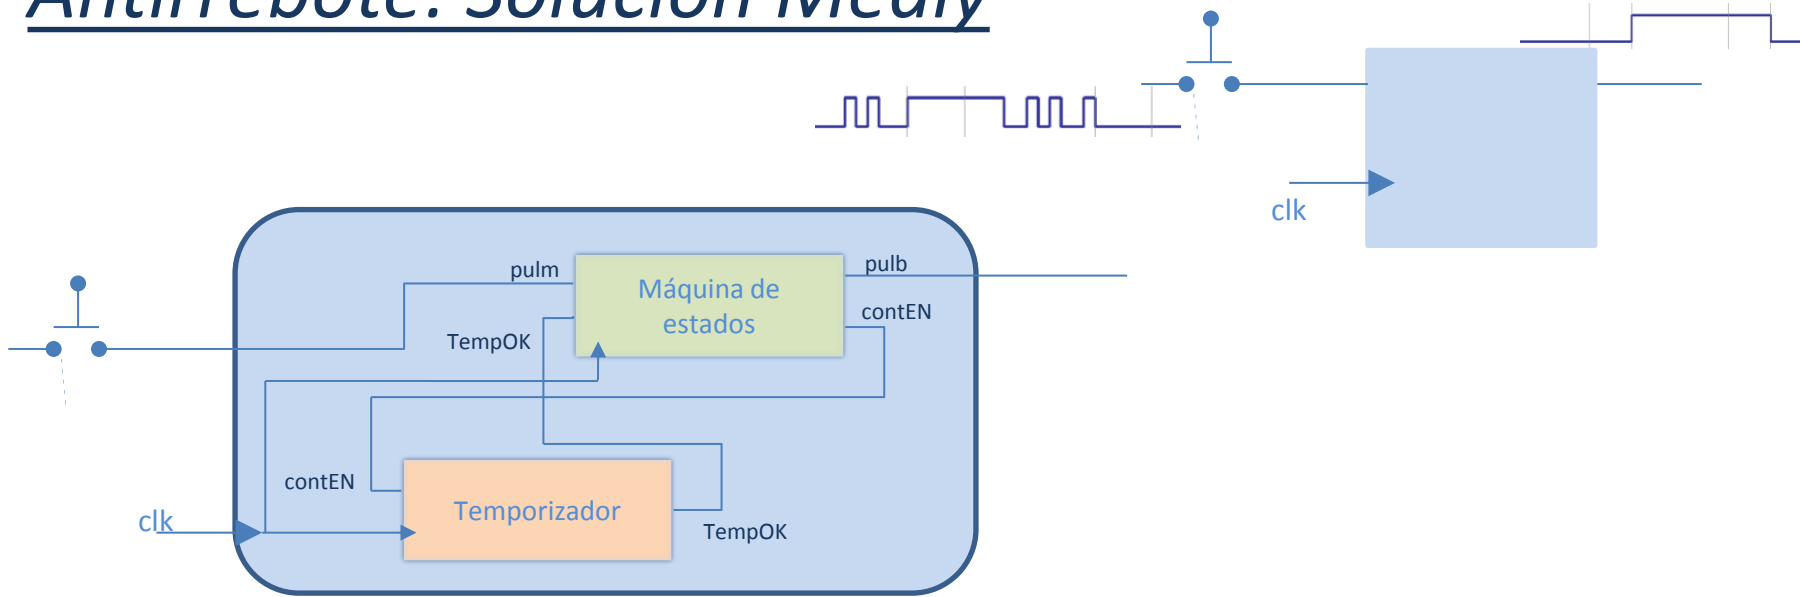 Antirrebote: Solución Mealy
clk
pulm
Máquina de
estados
pulb
contEN
TempOK
contEN
Temporizador
clk
TempOK